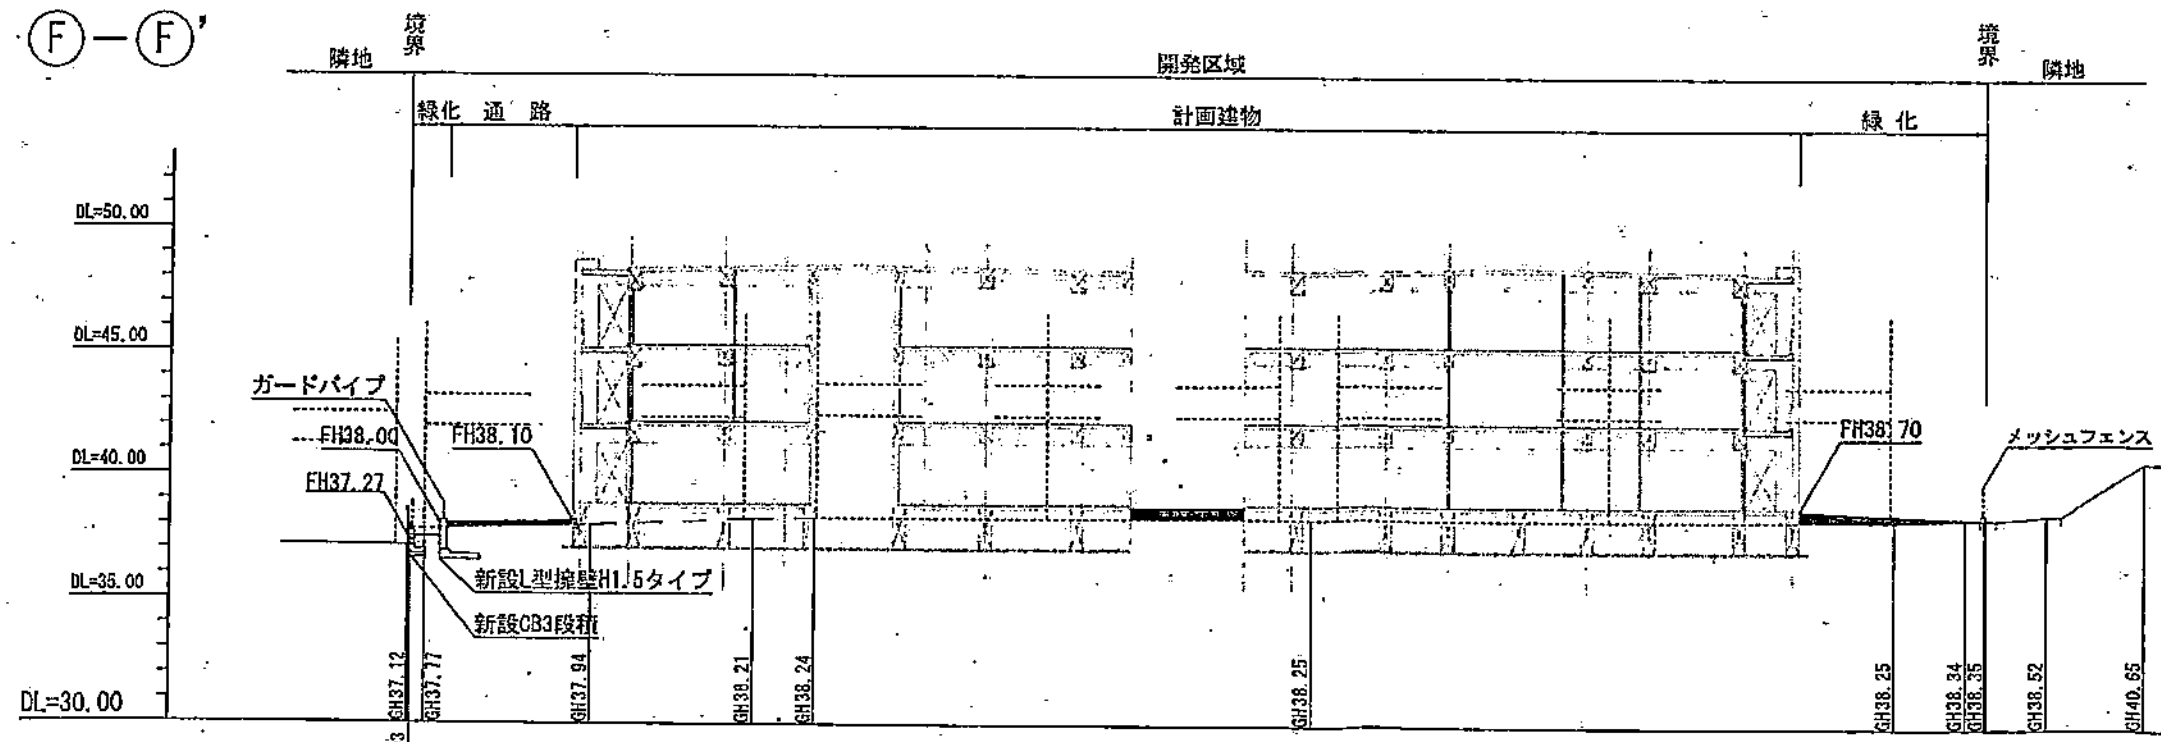 F—F'
境界
境界
隣地
開発区域
隣地
緑化
通路
計画建物
緑化
DL=50.00
DL=45.00
ガードパイプ
FH38.00
FH38.10
FH38.70
メッシュフェンス
DL=40.00
FH37.27
DL=35.00
新設L型擁壁H1.5タイプ
新設CB3段積
DL=30.00
GH37.12
GH37.77
GH37.94
GH38.21
GH38.24
GH38.25
GH38.25
GH38.34
GH38.35
GH38.52
GH40.65
3